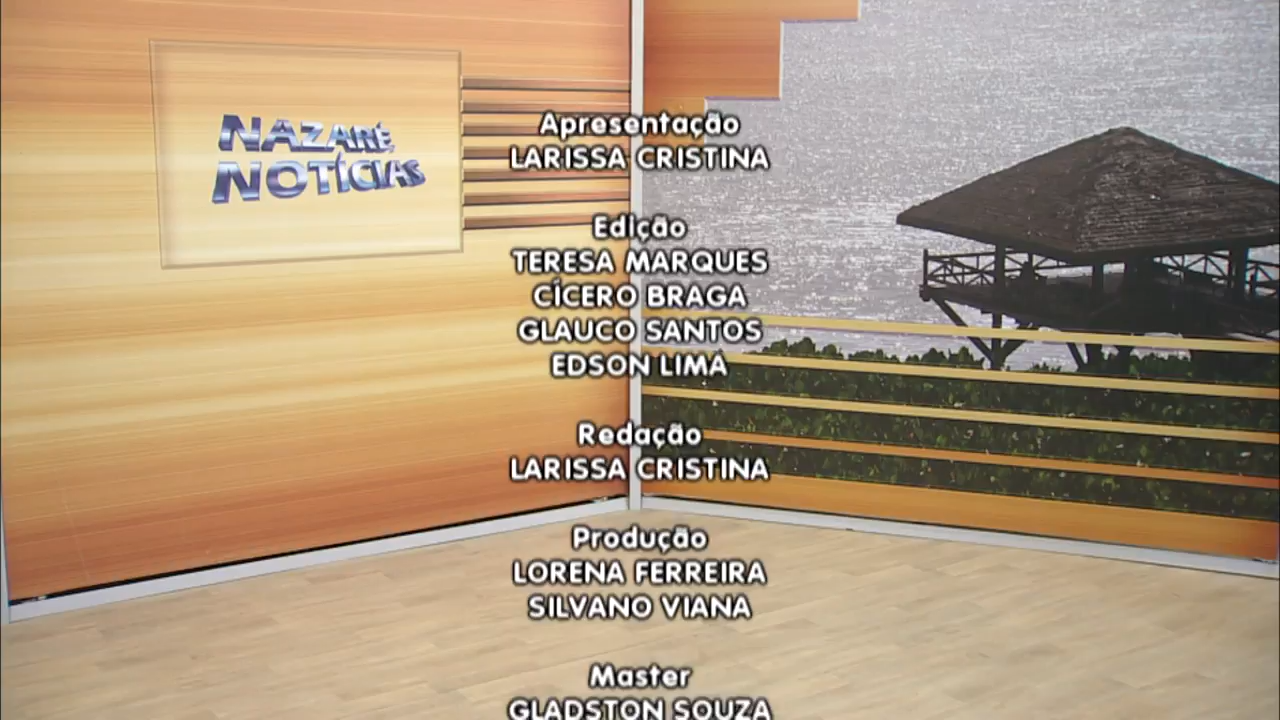 NAZARÉ
NOTÍCIAS
Apresentação
LARISSA CRISTINA
Edição
TERESA MARQUES
CÍCERO BRAGA
GLAUCO SANTOS
EDSON LIMA
Redação
LARISSA CRISTINA
Produção
LORENA FERREIRA
SILVANO VIANA
Master
GLADSTON SOUZA